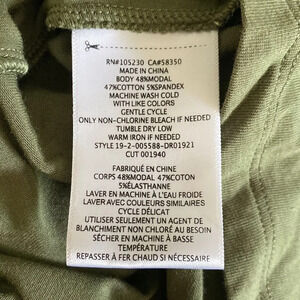 RN#105230 CA#58350
MADE IN CHINA
BODY 48%MODAL
47%COTTON 5%SPANDEX
MACHINE WASH COLD
WITH LIKE COLORS
GENTLE CYCLE
ONLY NON-CHLORINE BLEACH IF NEEDED
TUMBLE DRY LOW
WARM IRON IF NEEDED
STYLE 19-2-005588-DR01921
CUT 001940
FABRIQUÉ EN CHINE
CORPS 48%MODAL 47%COTON
5%ÉLASTHANNE
LAVER EN MACHINE À L'EAU FROIDE
LAVER AVEC COULEURS SIMILAIRES
CYCLE DÉLICAT
UTILISER SEULEMENT UN AGENT DE
BLANCHIMENT NON CHLORÉ AU BESOIN
SÉCHER EN MACHINE À BASSE
TEMPÉRATURE
REPASSER À FER CHAUD SI NÉCESSAIRE